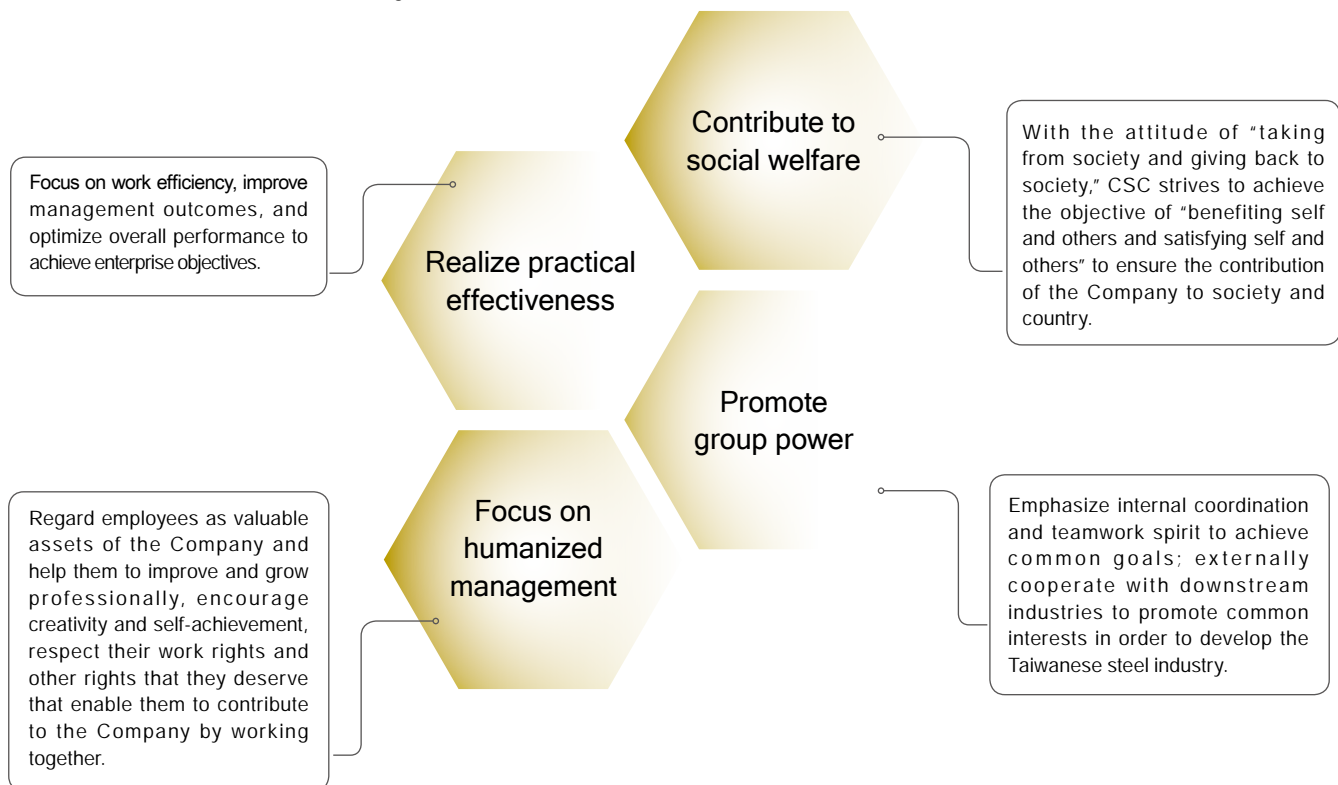 Contribute to
social welfare
With the attitude of “taking
from society and giving back to
society,” CSC strives to achieve
the objective of “benefiting self
and others and satisfying self and
others” to ensure the contribution
of the Company to society and
country.
Focus on work efficiency, improve
management outcomes, and
optimize overall performance to
achieve enterprise objectives.
Realize practical
effectiveness
Promote
group power
Emphasize internal coordination
and teamwork spirit to achieve
common goals; externally
cooperate with downstream
industries to promote common
interests in order to develop the
Taiwanese steel industry.
Focus on
humanized
management
Regard employees as valuable
assets of the Company and
help them to improve and grow
professionally, encourage
creativity and self-achievement,
respect their work rights and
other rights that they deserve
that enable them to contribute
to the Company by working
together.